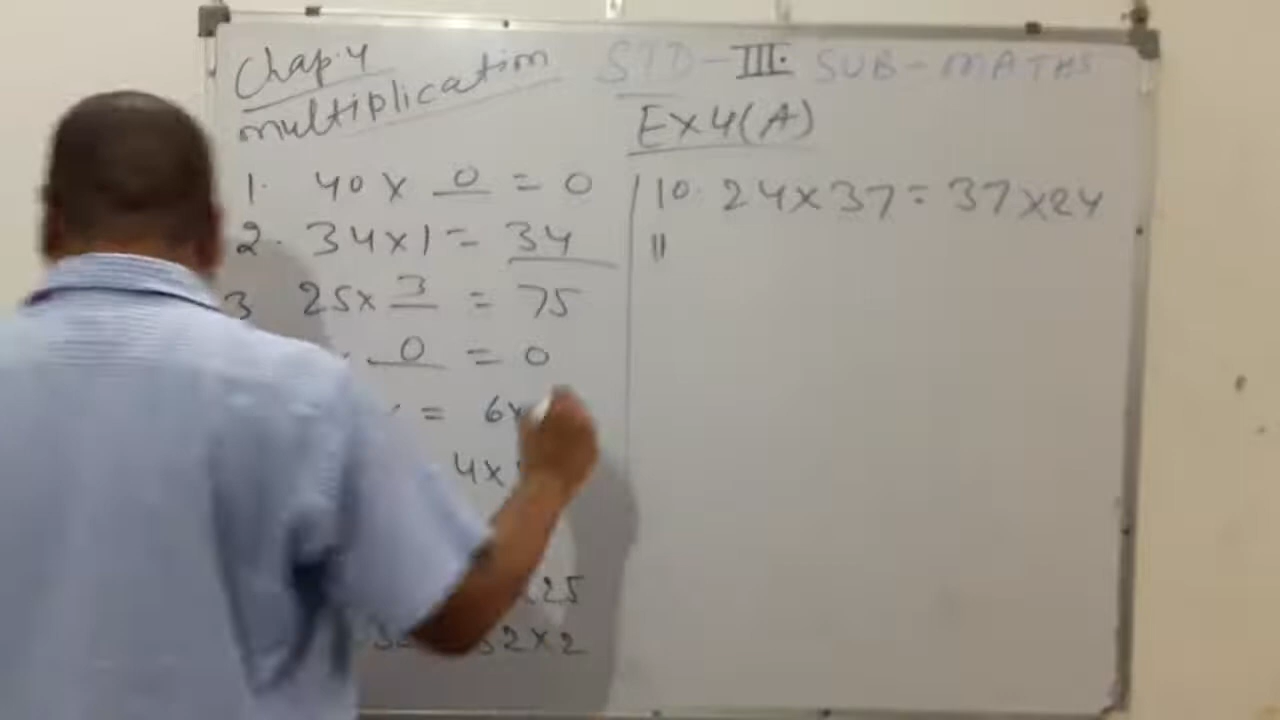 Chap. 4
multiplication
STD - III. SUB - MATHS
Ex 4(A)
1. 40 x 0 = 0
2. 34 x 1 = 34
3 25 x 3 = 75
0 = 0
= 6x
4 x
25
32 x 2
10. 24 x 37 = 37 x 24
11